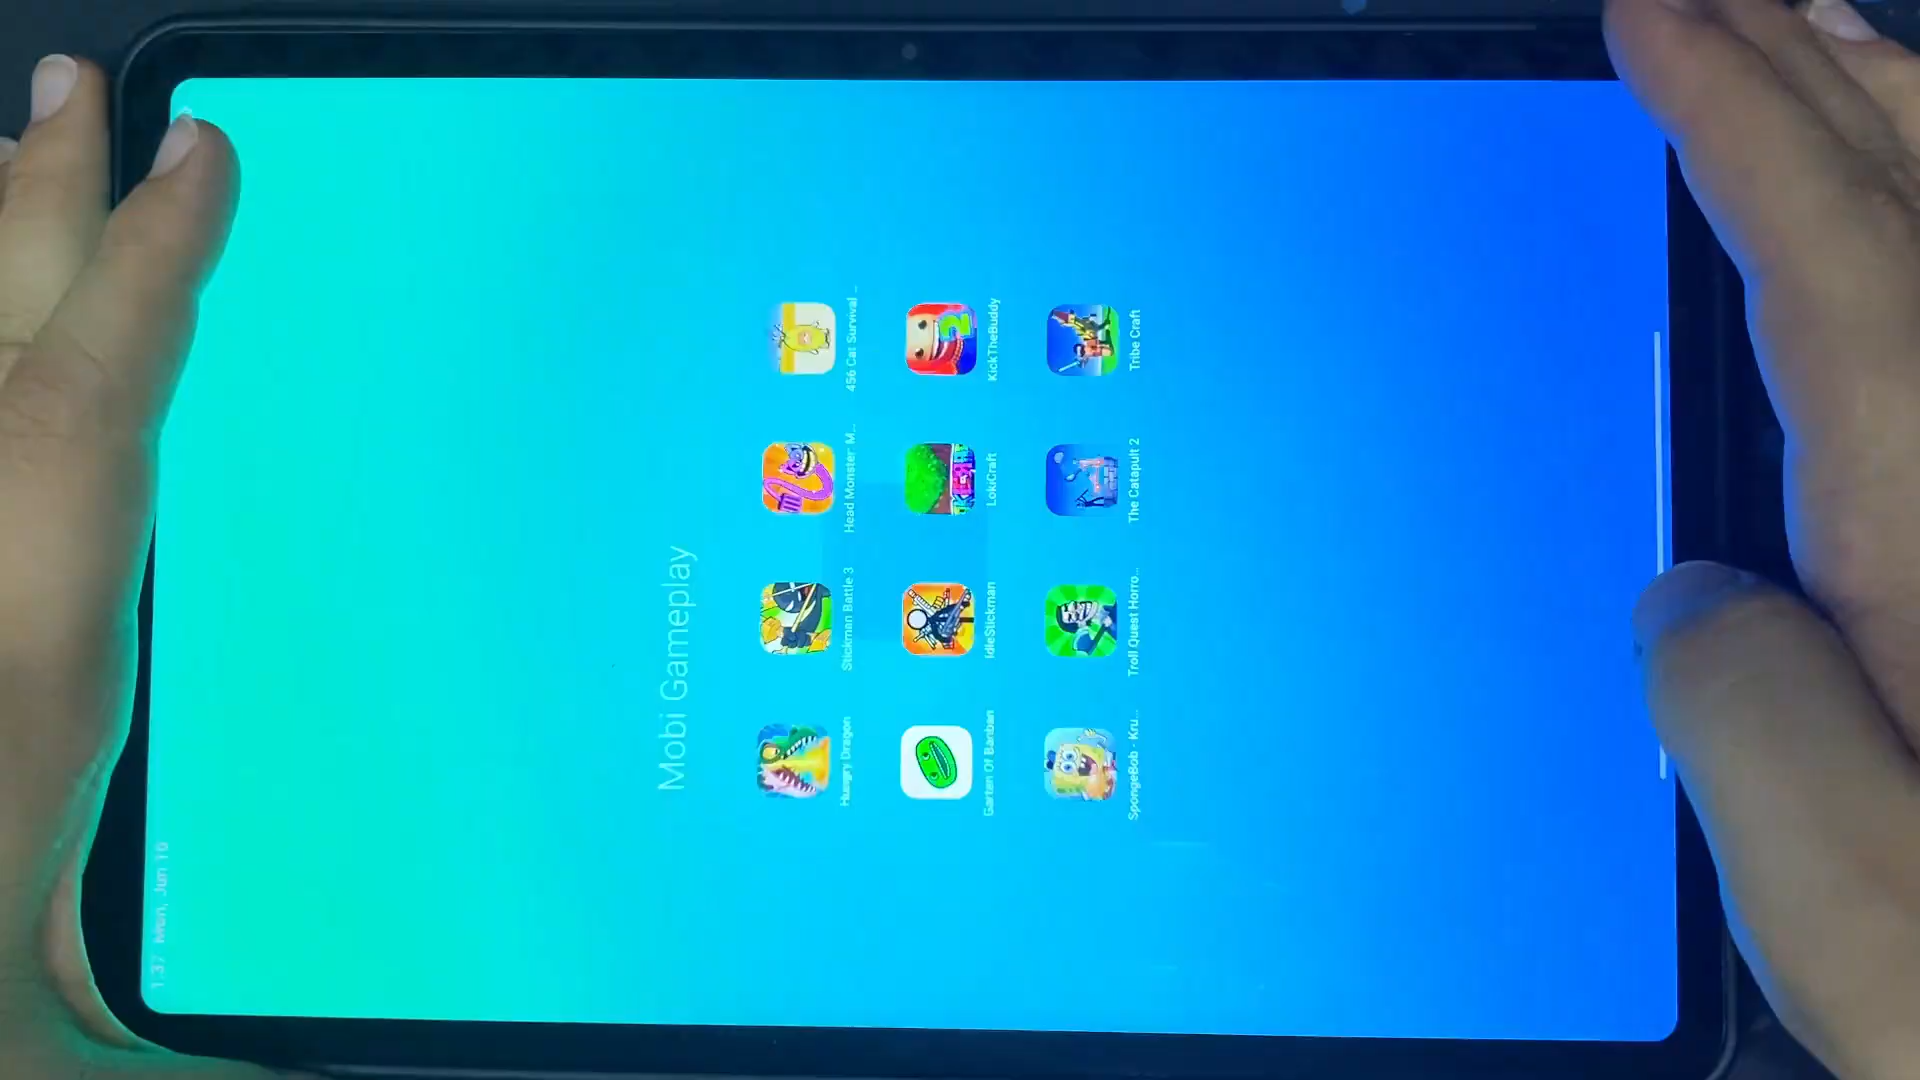 1:37 Mon, Jun 10
Mobi Gameplay
Hungry Dragon
Stickman Battle 3
Head Monster: M...
456 Cat Survival ...
Garten Of Banban
IdleStickman
LokiCraft
KickTheBuddy
SpongeBob - Kru...
Troll Quest Horro...
The Catapult 2
Tribe Craft
2